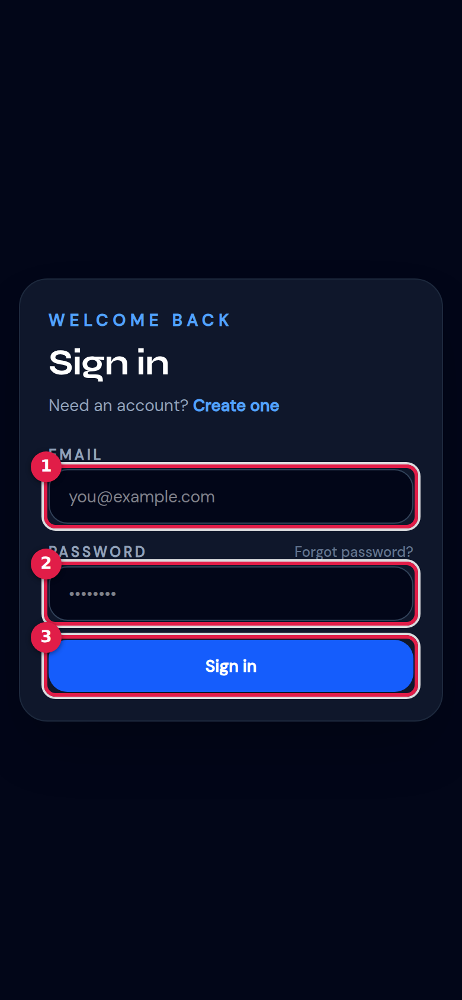 WELCOME BACK
Sign in
Need an account? Create one
EMAIL
1
you@example.com
PASSWORD Forgot password?
2
••••••••
3
Sign in